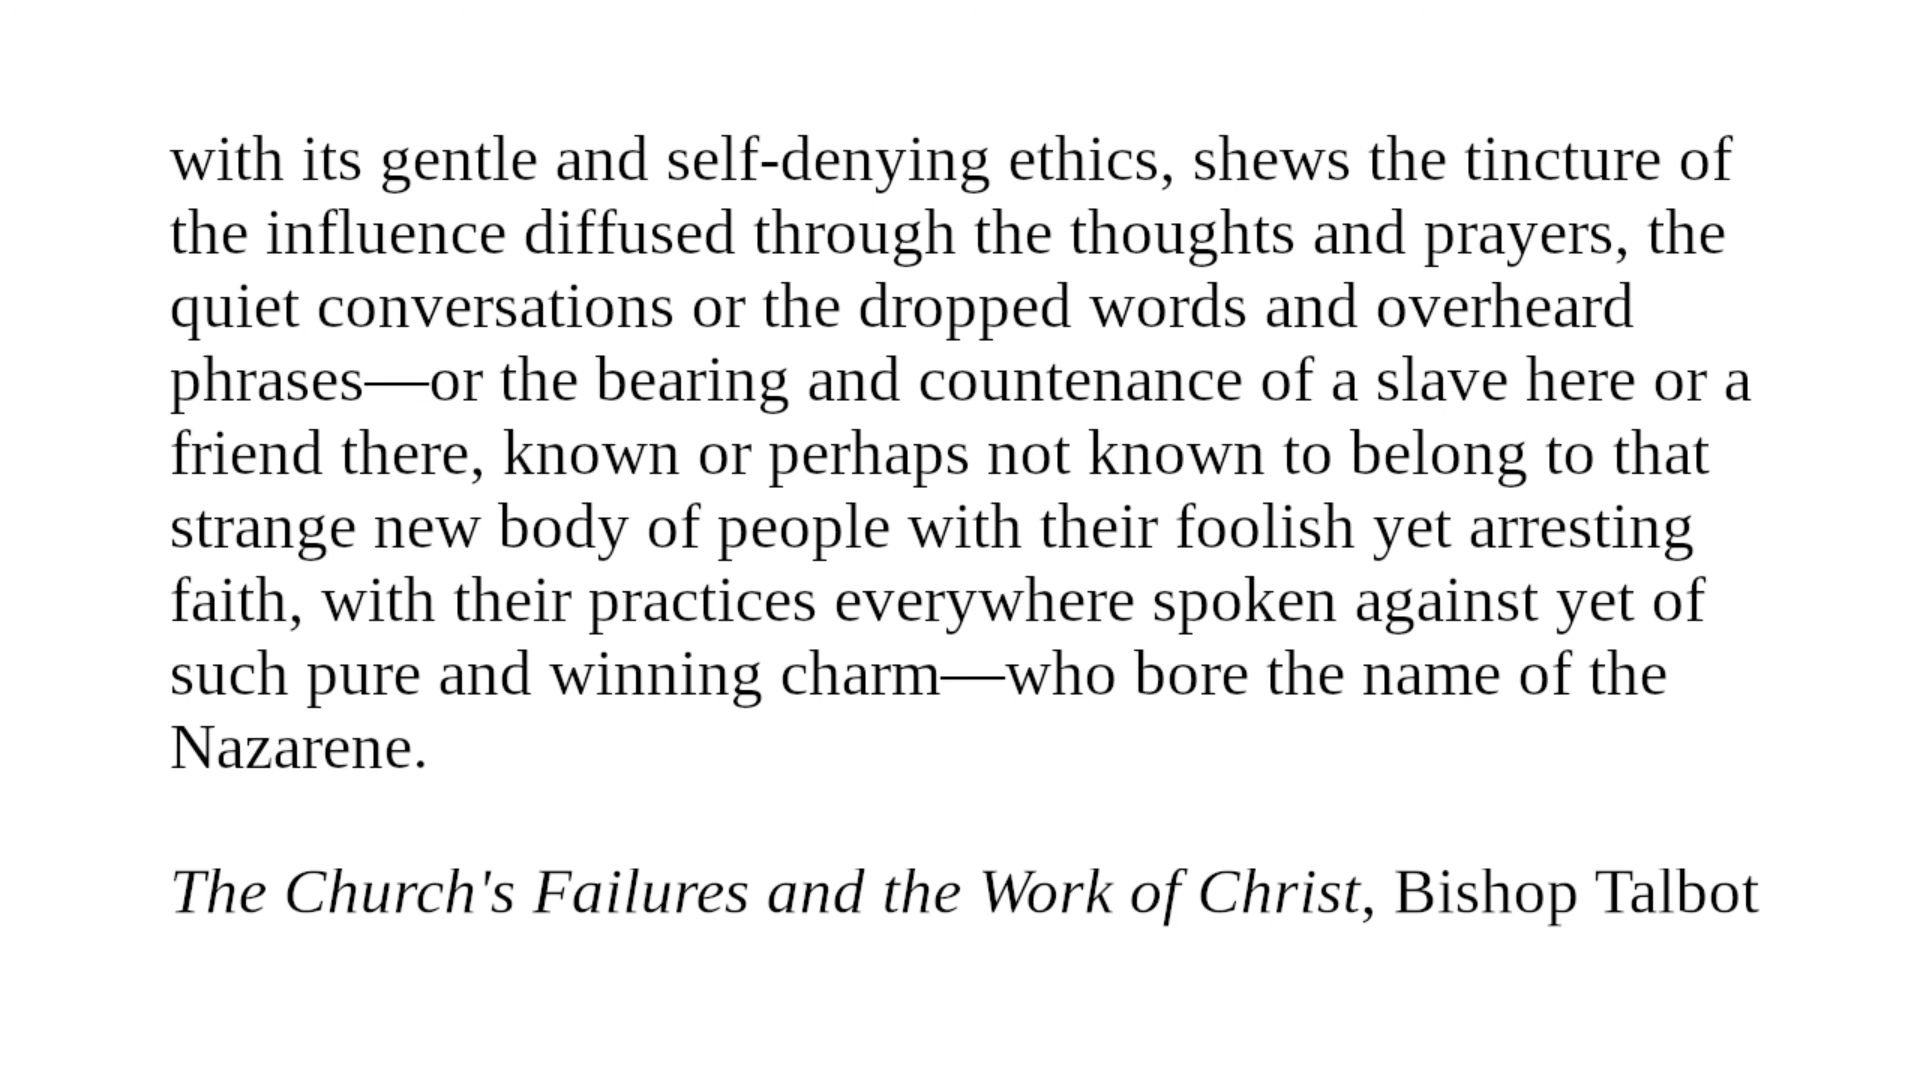 with its gentle and self-denying ethics, shews the tincture of
the influence diffused through the thoughts and prayers, the
quiet conversations or the dropped words and overheard
phrases—or the bearing and countenance of a slave here or a
friend there, known or perhaps not known to belong to that
strange new body of people with their foolish yet arresting
faith, with their practices everywhere spoken against yet of
such pure and winning charm—who bore the name of the
Nazarene.
The Church's Failures and the Work of Christ, Bishop Talbot